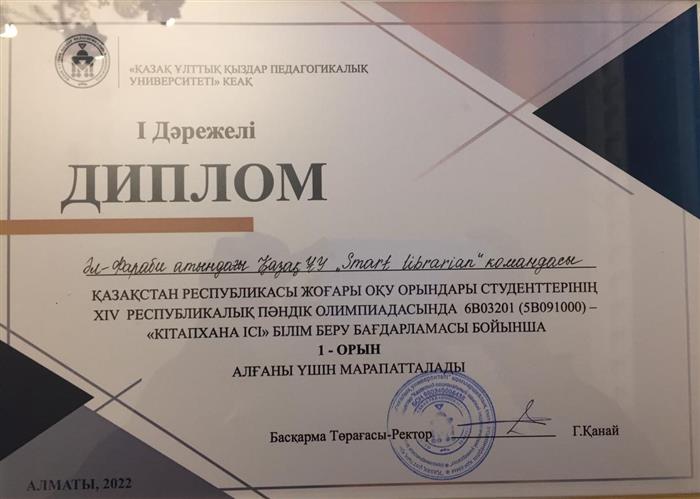 «ҚАЗАҚ ҰЛТТЫҚ ҚЫЗДАР ПЕДАГОГИКАЛЫҚ
УНИВЕРСИТЕТІ» КЕАҚ
І Дәрежелі
ДИПЛОМ
Әл-Фараби атындағы ҚазақҰУ „Smart librarian" командасы
ҚАЗАҚСТАН РЕСПУБЛИКАСЫ ЖОҒАРЫ ОҚУ ОРЫНДАРЫ СТУДЕНТТЕРІНІҢ
XIV РЕСПУБЛИКАЛЫҚ ПӘНДІК ОЛИМПИАДАСЫНДА 6В03201 (5В091000) –
«КІТАПХАНА ІСІ» БІЛІМ БЕРУ БАҒДАРЛАМАСЫ БОЙЫНША
1 - ОРЫН
АЛҒАНЫ ҮШІН МАРАПАТТАЛАДЫ
Басқарма Төрағасы-Ректор Г.Қанай
АЛМАТЫ, 2022